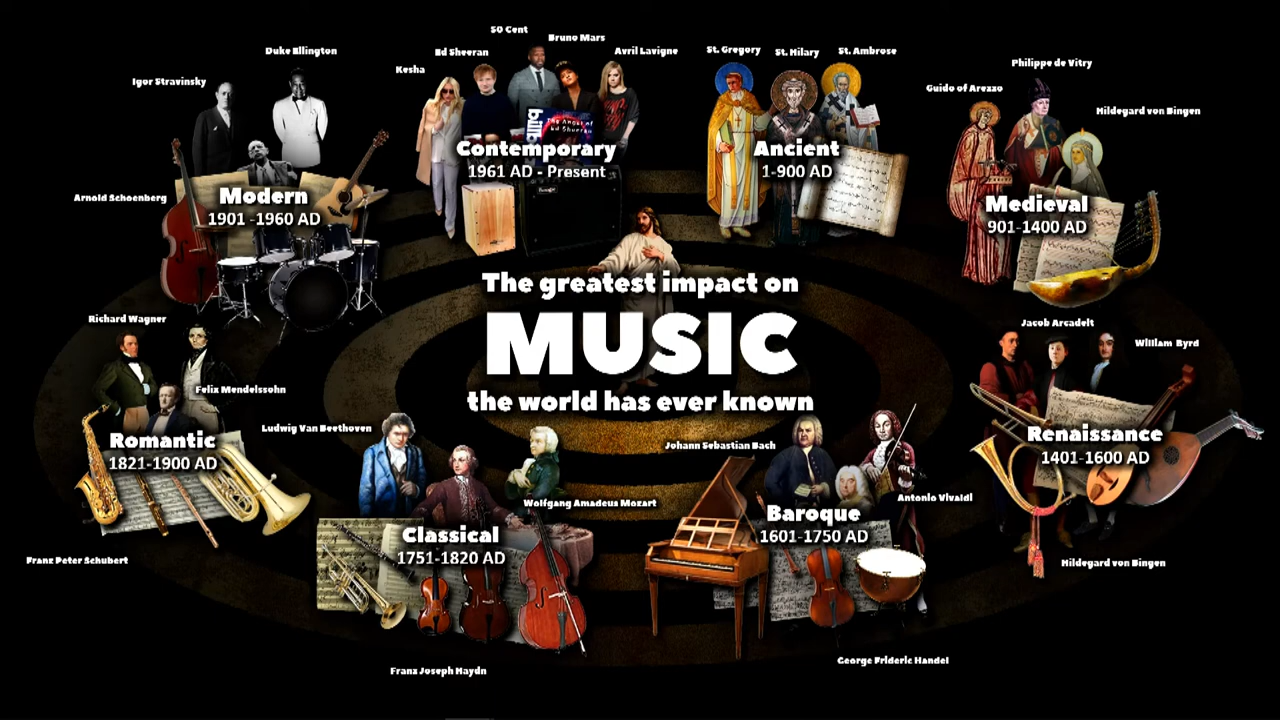 50 Cent
Bruno Mars
Duke Ellington
Ed Sheeran
Avril Lavigne
St. Gregory
St. Hilary
St. Ambrose
Philippe de Vitry
Igor Stravinsky
Kesha
Guido of Arezzo
Hildegard von Bingen
Contemporary
1961 AD - Present
Ancient
1-900 AD
Arnold Schoenberg
Modern
1901 -1960 AD
Medieval
901-1400 AD
The greatest impact on
MUSIC
the world has ever known
Richard Wagner
Felix Mendelssohn
Romantic
1821-1900 AD
Franz Peter Schubert
Jacob Arcadelt
William Byrd
Renaissance
1401-1600 AD
Hildegard von Bingen
Ludwig Van Beethoven
Wolfgang Amadeus Mozart
Classical
1751-1820 AD
Franz Joseph Haydn
Johann Sebastian Bach
Antonio Vivaldi
Baroque
1601-1750 AD
George Frideric Handel